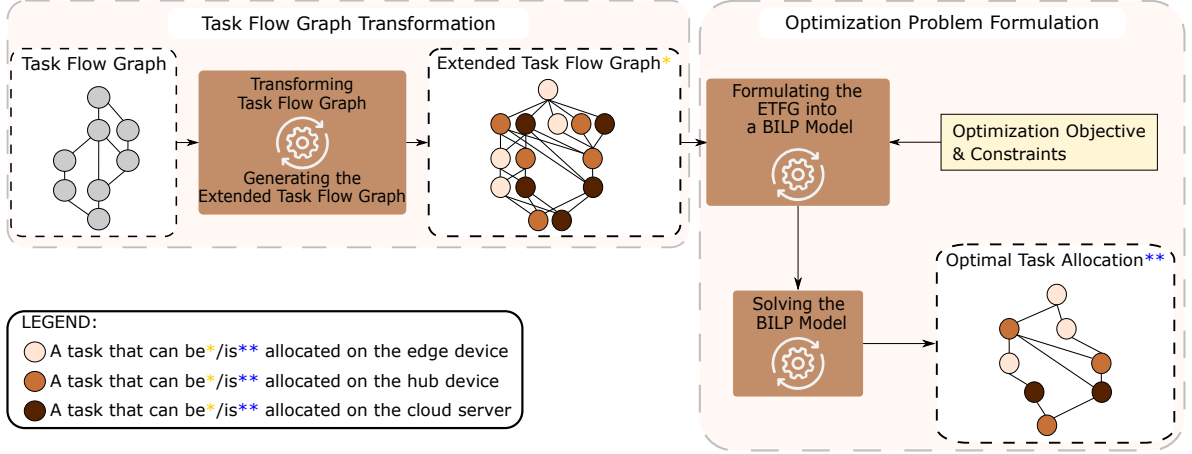 Task Flow Graph Transformation
Task Flow Graph
Transforming
Task Flow Graph
Generating the
Extended Task Flow Graph
Extended Task Flow Graph*
Optimization Problem Formulation
Formulating the
ETFG into
a BILP Model
Optimization Objective
& Constraints
Solving the
BILP Model
Optimal Task Allocation**
LEGEND:
A task that can be*/is** allocated on the edge device
A task that can be*/is** allocated on the hub device
A task that can be*/is** allocated on the cloud server